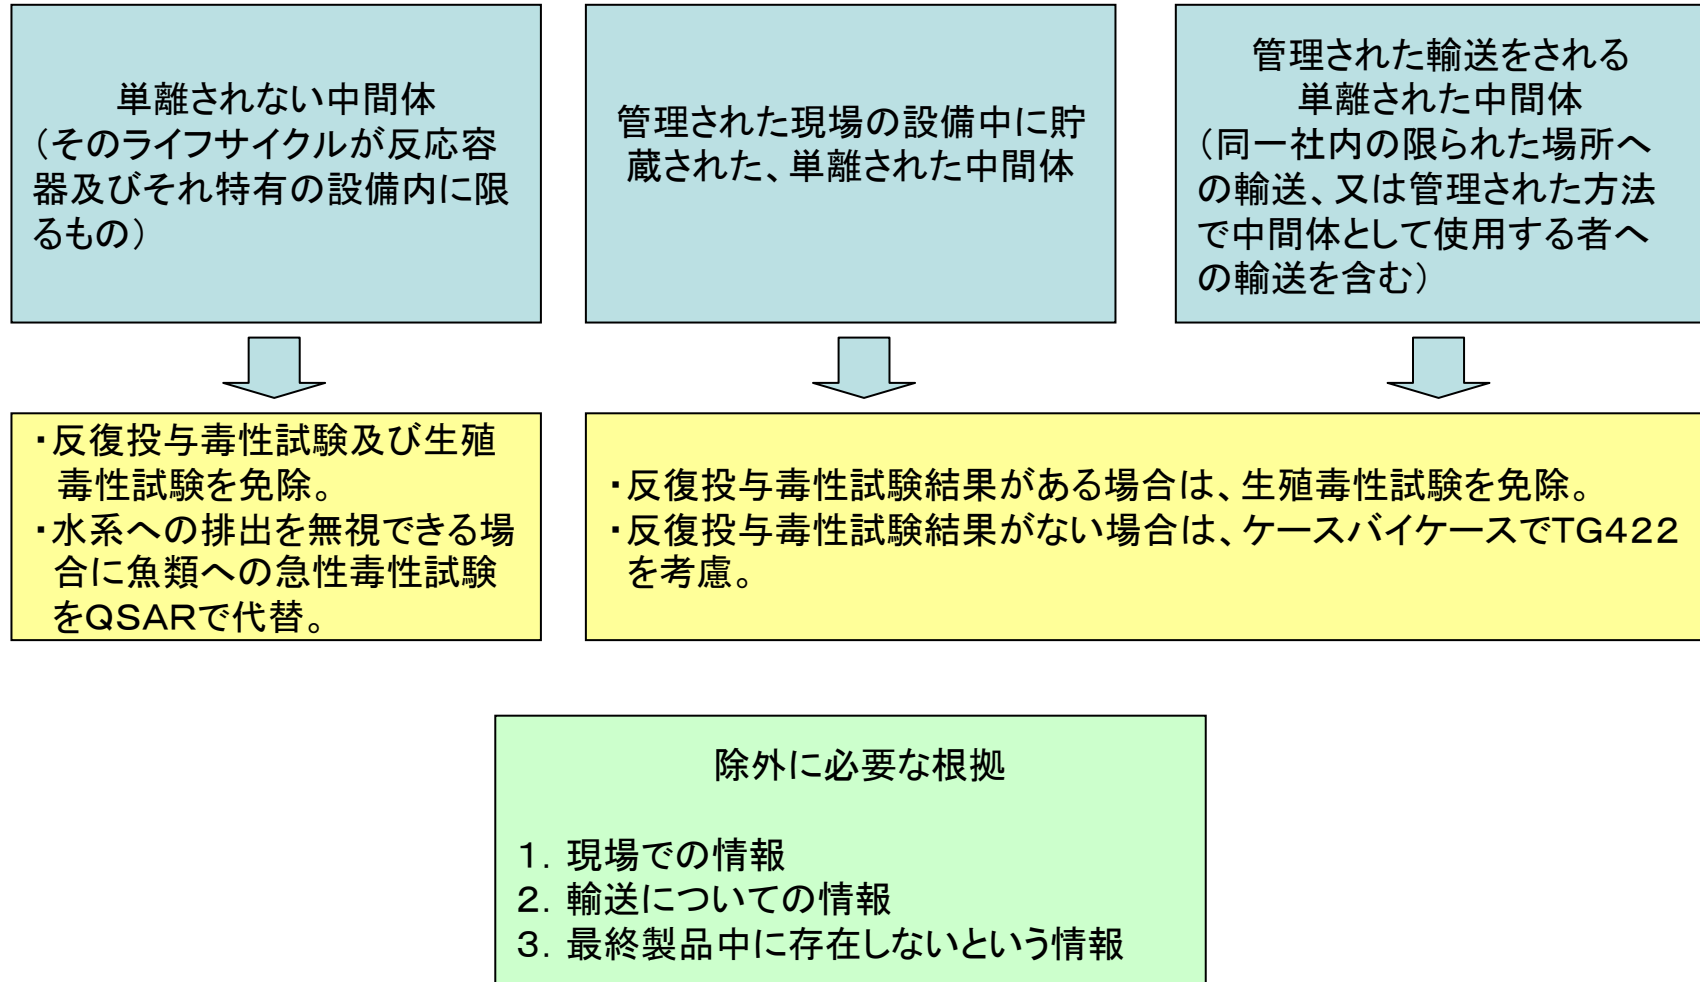 単離されない中間体
（そのライフサイクルが反応容
器及びそれ特有の設備内に限
るもの）
管理された現場の設備中に貯
蔵された、単離された中間体
管理された輸送をされる
単離された中間体
（同一社内の限られた場所へ
の輸送、又は管理された方法
で中間体として使用する者へ
の輸送を含む）
・反復投与毒性試験及び生殖
毒性試験を免除。
・水系への排出を無視できる場
合に魚類への急性毒性試験
をＱＳＡＲで代替。
・反復投与毒性試験結果がある場合は、生殖毒性試験を免除。
・反復投与毒性試験結果がない場合は、ケースバイケースでＴＧ４２２
を考慮。
除外に必要な根拠
１．現場での情報
２．輸送についての情報
３．最終製品中に存在しないという情報